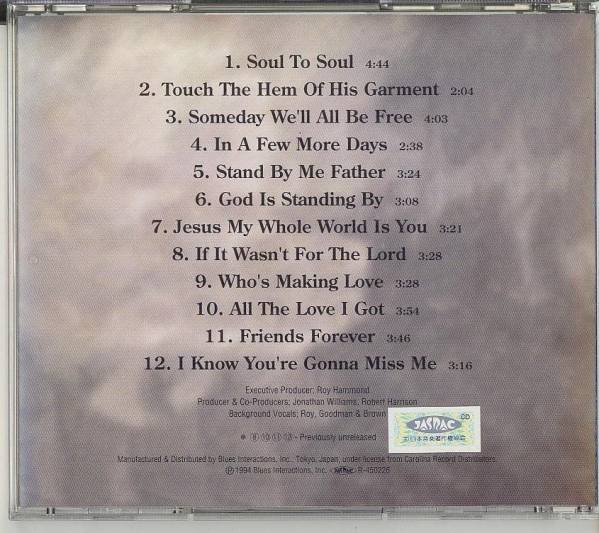 1. Soul To Soul 4:44
2. Touch The Hem Of His Garment 2:04
3. Someday We'll All Be Free 4:03
4. In A Few More Days 2:38
5. Stand By Me Father 3:24
6. God Is Standing By 3:08
7. Jesus My Whole World Is You 3:21
8. If It Wasn't For The Lord 3:28
9. Who's Making Love 3:28
10. All The Love I Got 3:54
11. Friends Forever 3:46
12. I Know You're Gonna Miss Me 3:16
Executive Producer: Roy Hammond
Producer & Co-Producers: Jonathan Williams, Robert Harrison
Background Vocals: Roy, Goodman & Brown
CD
JASRAC
- Previously unreleased
Manufactured & Distributed by Blues Interactions, Inc., Tokyo, Japan, under license from Carolina Record Distributors.
℗ 1994 Blues Interactions, Inc. R-450226